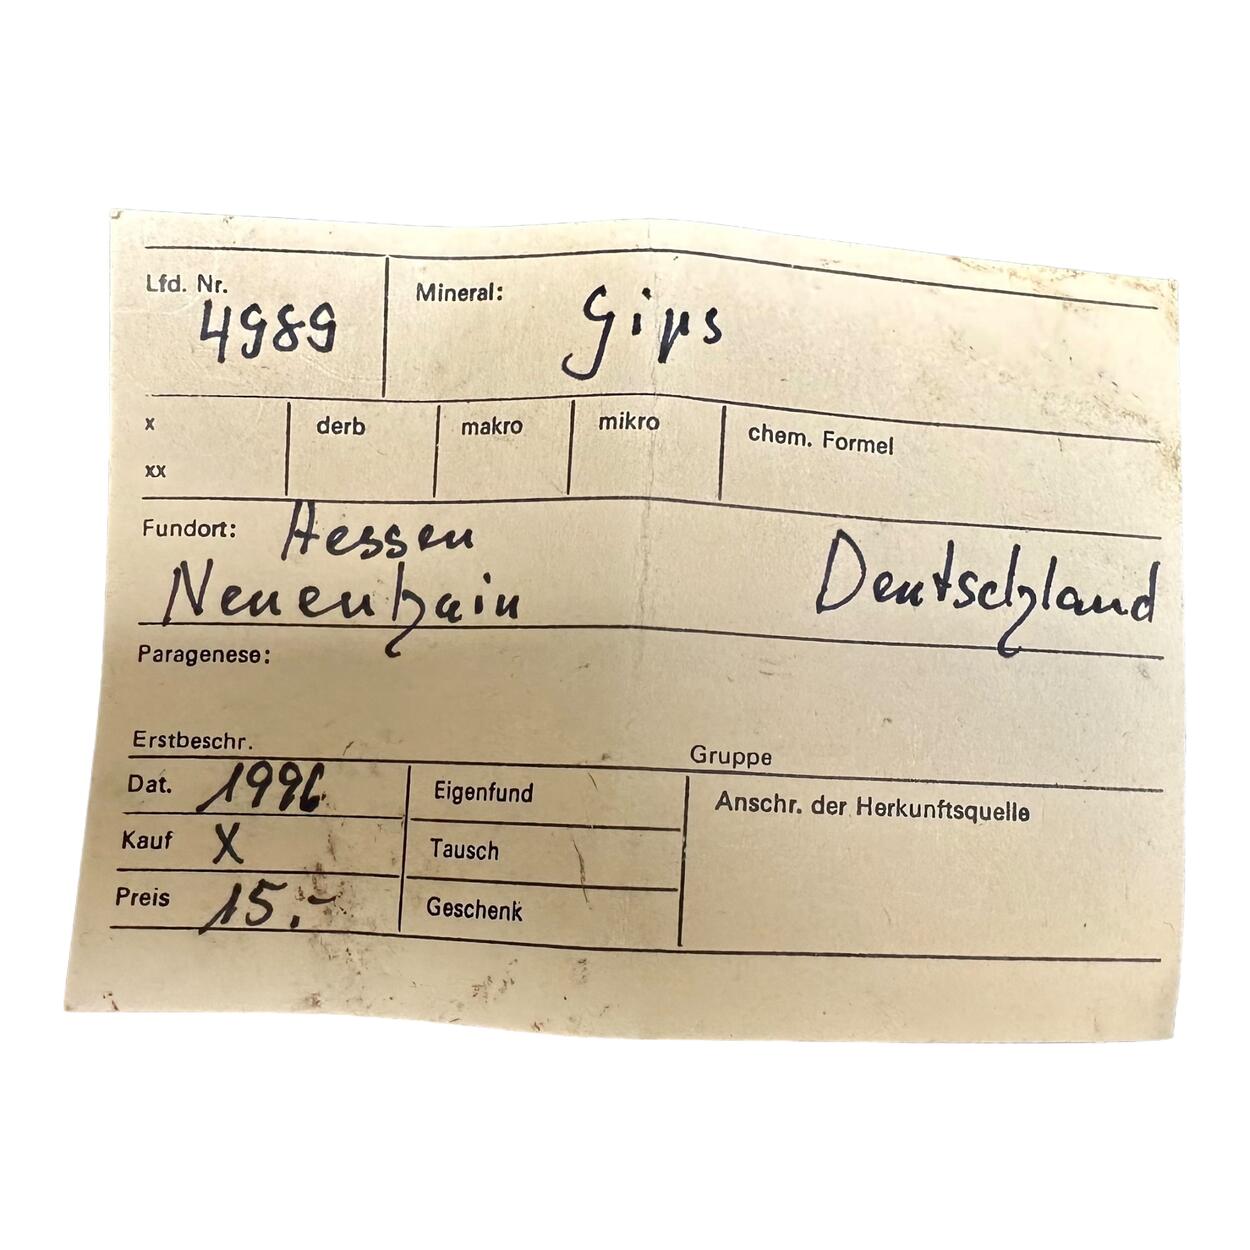 Lfd. Nr. Mineral: Gips
4989
x derb makro mikro chem. Formel
xx
Fundort: Hessen
Neuenhain Deutschland
Paragenese:
Erstbeschr. Gruppe
Dat. 1996 Eigenfund Anschr. der Herkunftsquelle
Kauf X Tausch
Preis 15.- Geschenk